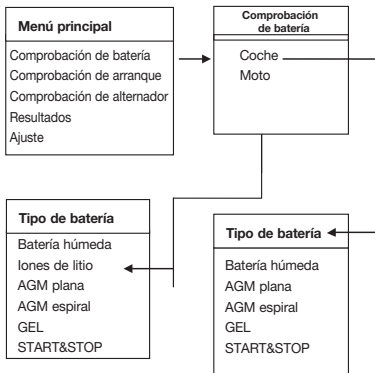 Menú principal
Comprobación de batería
Comprobación de arranque
Comprobación de alternador
Resultados
Ajuste
Comprobación
de batería
Coche
Moto
Tipo de batería
Batería húmeda
Iones de litio
AGM plana
AGM espiral
GEL
START&STOP
Tipo de batería
Batería húmeda
AGM plana
AGM espiral
GEL
START&STOP